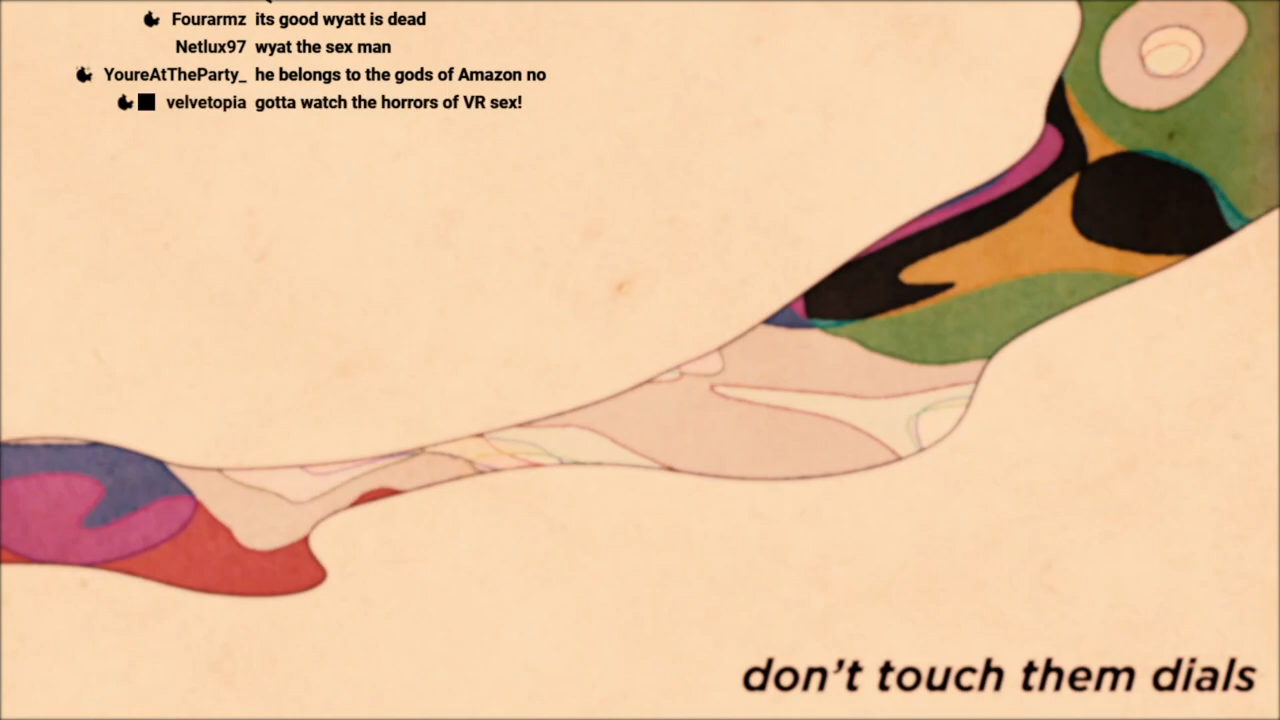 Fourarmz its good wyatt is dead
Netlux97 wyat the sex man
YoureAtTheParty_ he belongs to the gods of Amazon no
velvetopia gotta watch the horrors of VR sex!
don't touch them dials